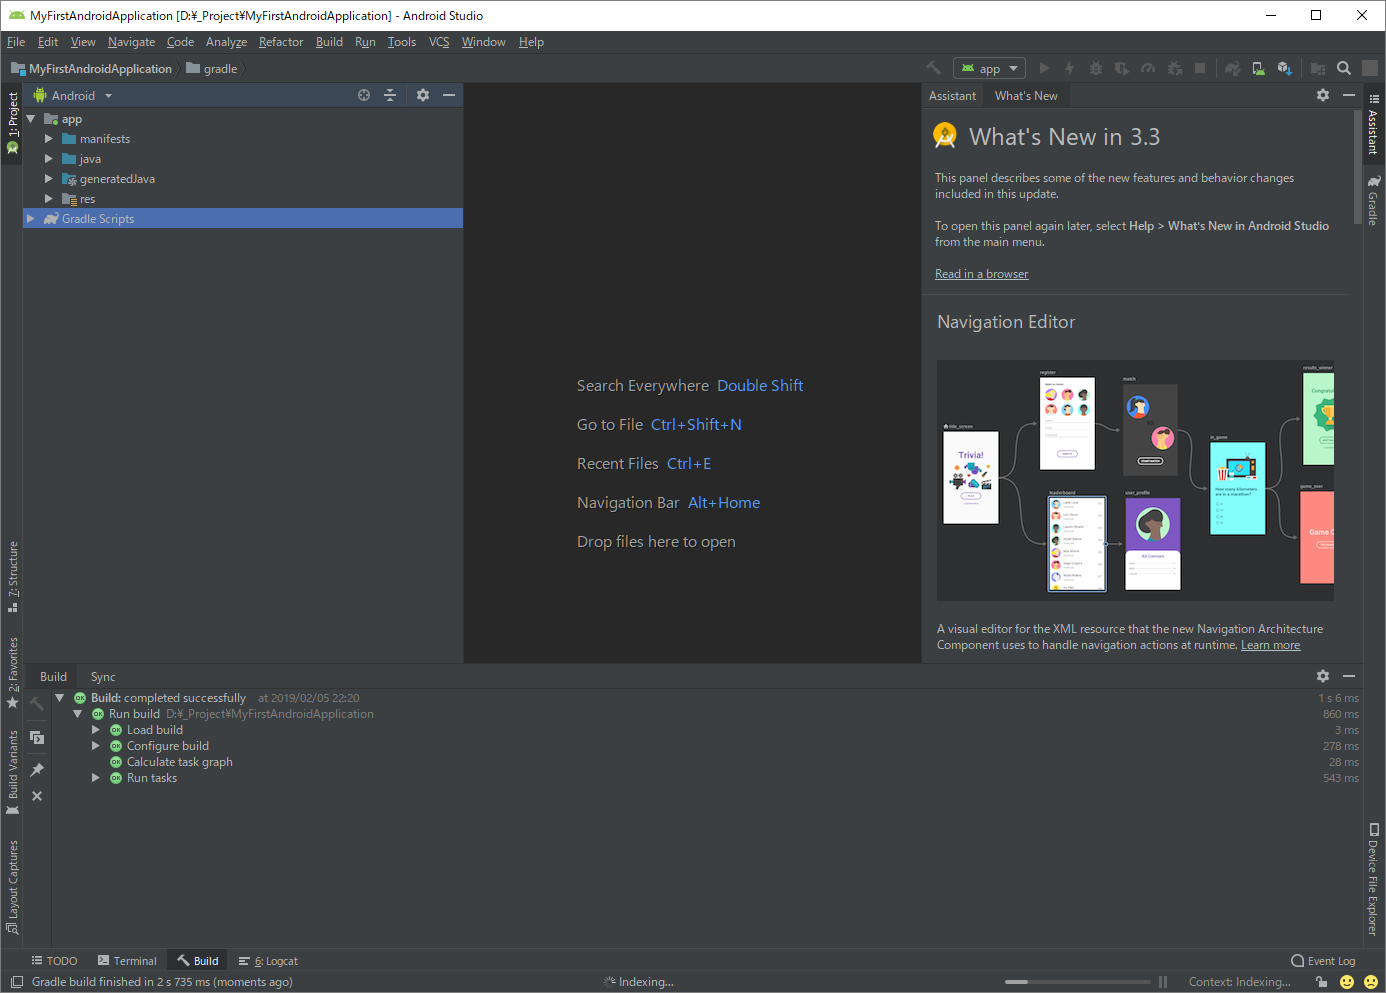 MyFirstAndroidApplication [D:¥_Project¥MyFirstAndroidApplication] - Android Studio
File Edit View Navigate Code Analyze Refactor Build Run Tools VCS Window Help
MyFirstAndroidApplication gradle
app
1: Project
Android
app
manifests
java
generatedJava
res
Gradle Scripts
7: Structure
2: Favorites
Build Variants
Layout Captures
Search Everywhere Double Shift
Go to File Ctrl+Shift+N
Recent Files Ctrl+E
Navigation Bar Alt+Home
Drop files here to open
Assistant What's New
What's New in 3.3
This panel describes some of the new features and behavior changes
included in this update.
To open this panel again later, select Help > What's New in Android Studio
from the main menu.
Read in a browser
Navigation Editor
title_screen
Trivia!
register
match
leaderboard
user_profile
in_game
How many kilometers
are in a marathon?
results_winner
game_over
A visual editor for the XML resource that the new Navigation Architecture
Component uses to handle navigation actions at runtime. Learn more
Assistant
Gradle
Device File Explorer
Build Sync
Build: completed successfully at 2019/02/05 22:20 1 s 6 ms
Run build D:¥_Project¥MyFirstAndroidApplication 860 ms
Load build 3 ms
Configure build 278 ms
Calculate task graph 28 ms
Run tasks 543 ms
TODO Terminal Build 6: Logcat Event Log
Gradle build finished in 2 s 735 ms (moments ago) Indexing... Context: Indexing...